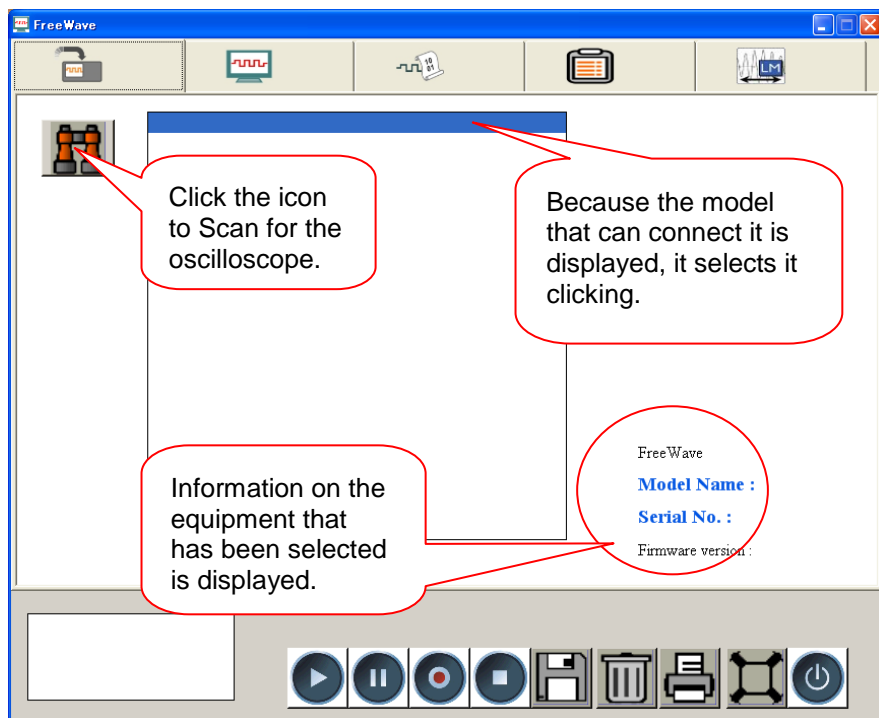 FreeWave
10
01
LM
Click the icon
to Scan for the
oscilloscope.
Because the model
that can connect it is
displayed, it selects it
clicking.
Information on the
equipment that
has been selected
is displayed.
FreeWave
Model Name :
Serial No. :
Firmware version :